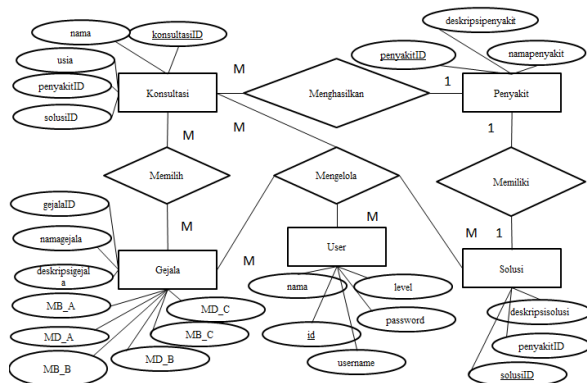 deskripsipenyakit
nama
konsultasiID
penyakitID
namapenyakit
usia
penyakitID
solusiID
Konsultasi
M
Menghasilkan
1
Penyakit
M
M
1
Memilih
Mengelola
Memiliki
gejalaID
namagejala
deskripsigejal
a
M
Gejala
M
M
User
M
1
Solusi
MB_A
MD_A
MB_B
MD_B
MB_C
MD_C
nama
id
username
password
level
deskripsisolusi
penyakitID
solusiID